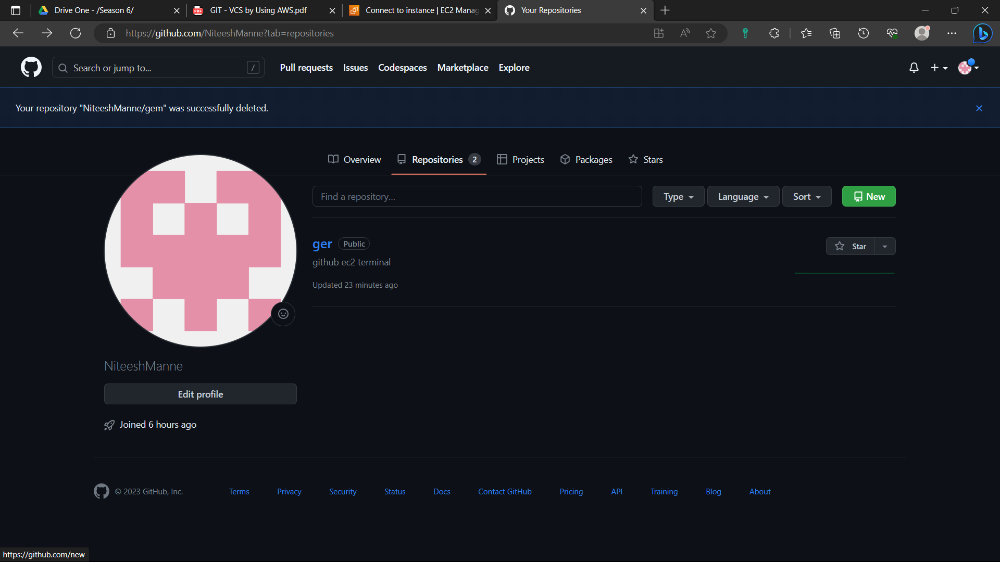 Drive One - /Season 6/
GIT - VCS by Using AWS.pdf
Connect to instance | EC2 Manag
Your Repositories
https://github.com/NiteeshManne?tab=repositories
Search or jump to...
/
Pull requests
Issues
Codespaces
Marketplace
Explore
Your repository "NiteeshManne/gem" was successfully deleted.
Overview
Repositories 2
Projects
Packages
Stars
Find a repository...
Type
Language
Sort
New
ger Public
Star
github ec2 terminal
Updated 23 minutes ago
NiteeshManne
Edit profile
Joined 6 hours ago
© 2023 GitHub, Inc.
Terms
Privacy
Security
Status
Docs
Contact GitHub
Pricing
API
Training
Blog
About
https://github.com/new